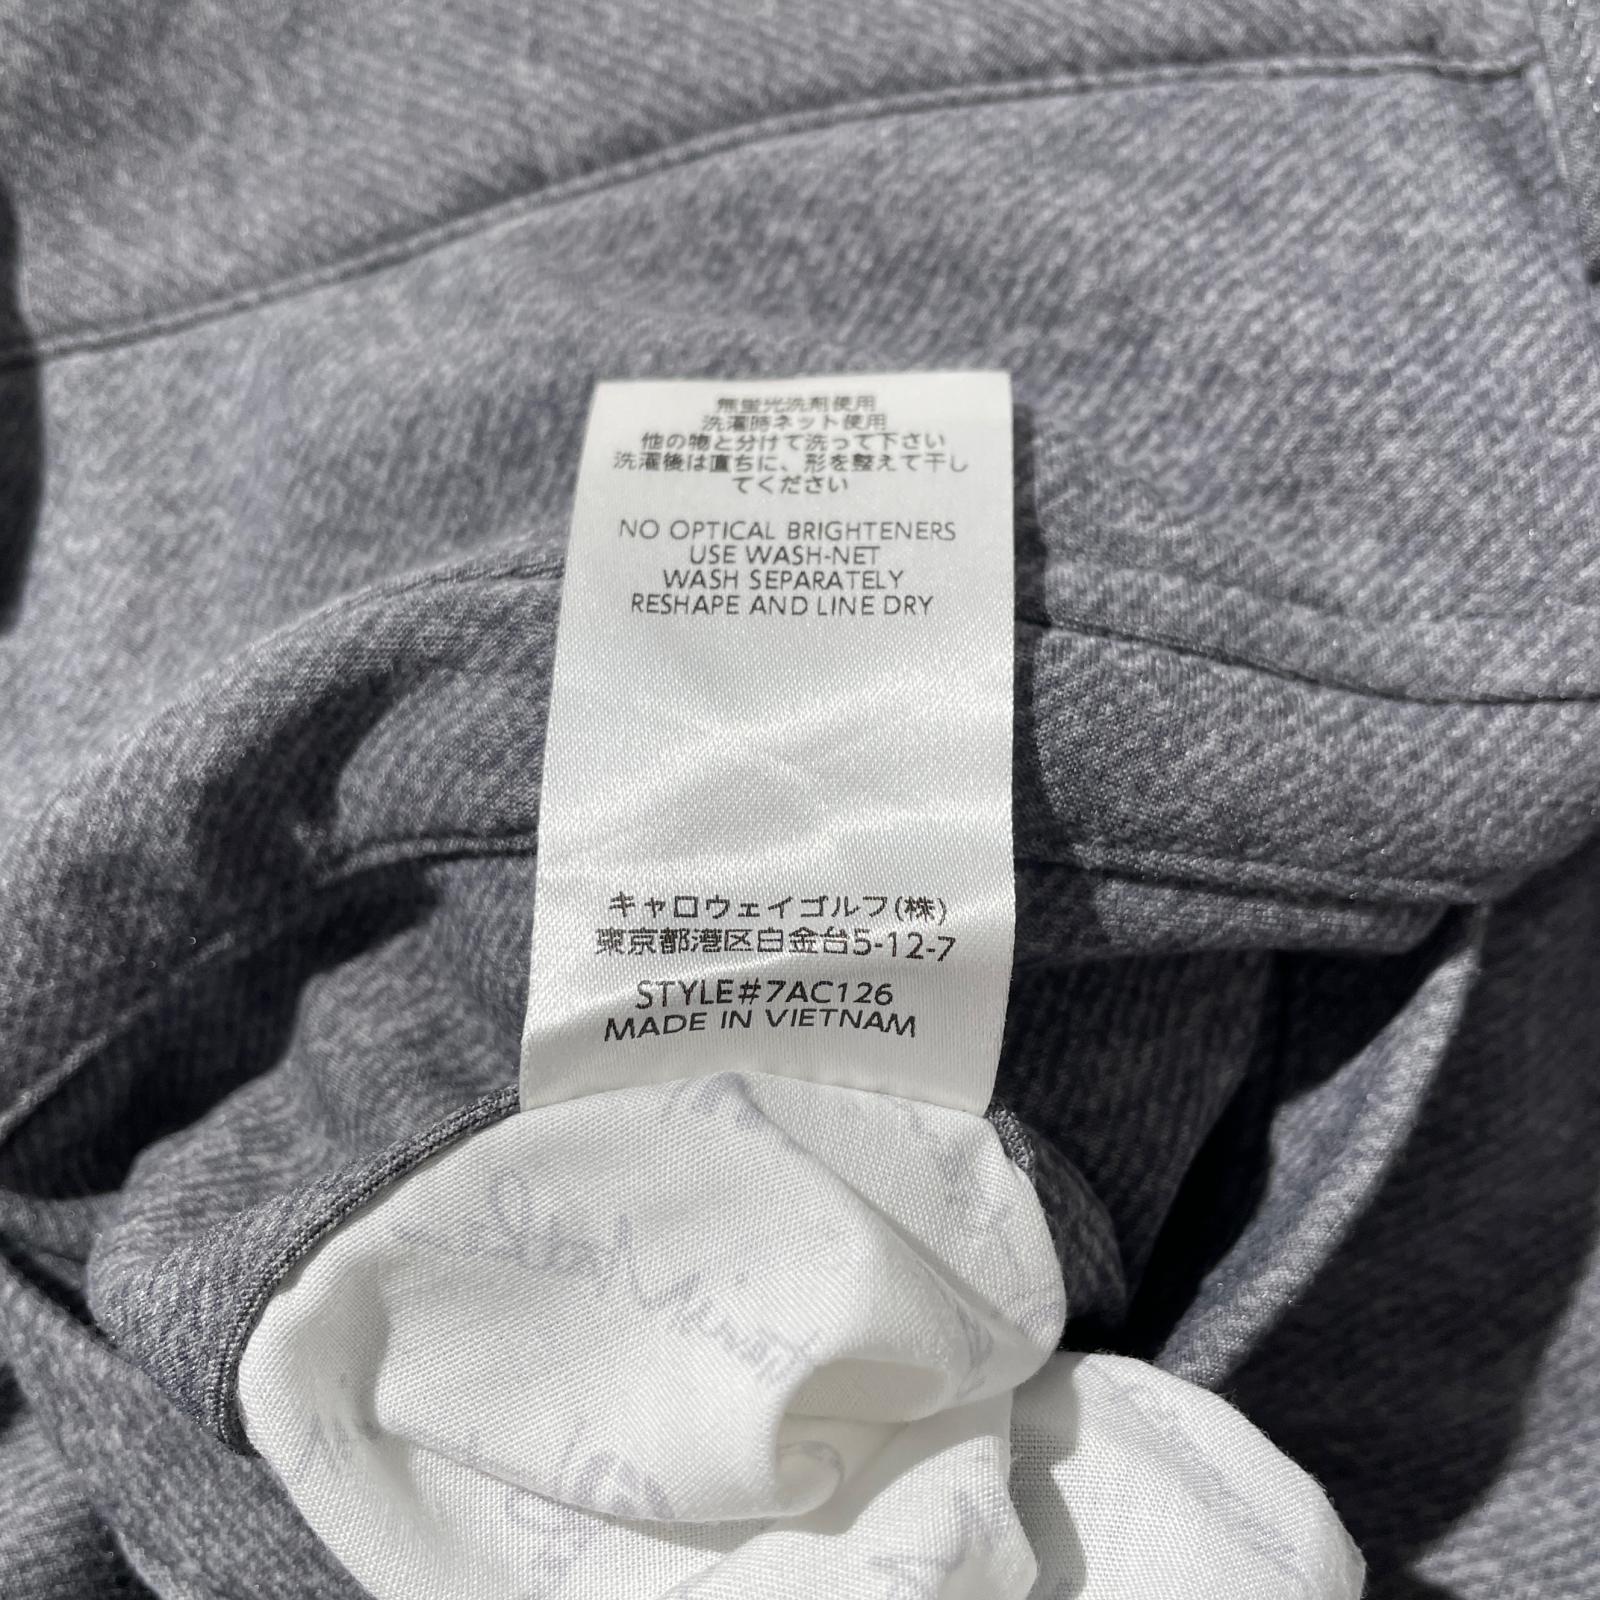 無蛍光洗剤使用
洗濯時ネット使用
他の物と分けて洗って下さい
洗濯後は直ちに、形を整えて干し
てください
NO OPTICAL BRIGHTENERS
USE WASH-NET
WASH SEPARATELY
RESHAPE AND LINE DRY
キャロウェイゴルフ(株)
東京都港区白金台5-12-7
STYLE#7AC126
MADE IN VIETNAM